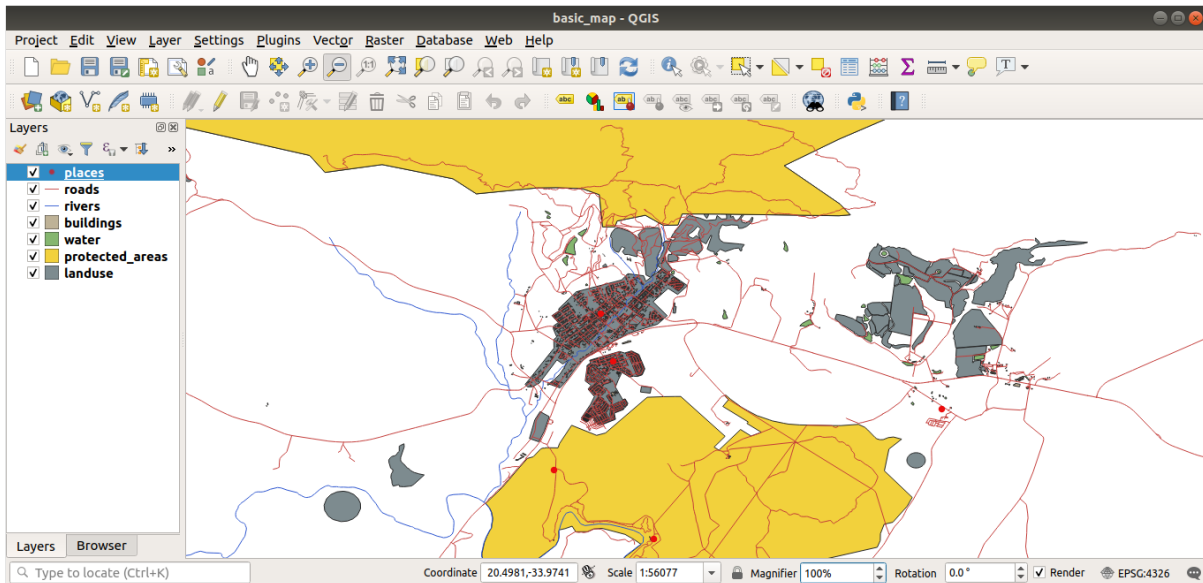 basic_map - QGIS
Project Edit View Layer Settings Plugins Vector Raster Database Web Help
Layers
places
roads
rivers
buildings
water
protected_areas
landuse
Layers Browser
Type to locate (Ctrl+K) Coordinate 20.4981,-33.9741 Scale 1:56077 Magnifier 100% Rotation 0.0° Render EPSG:4326